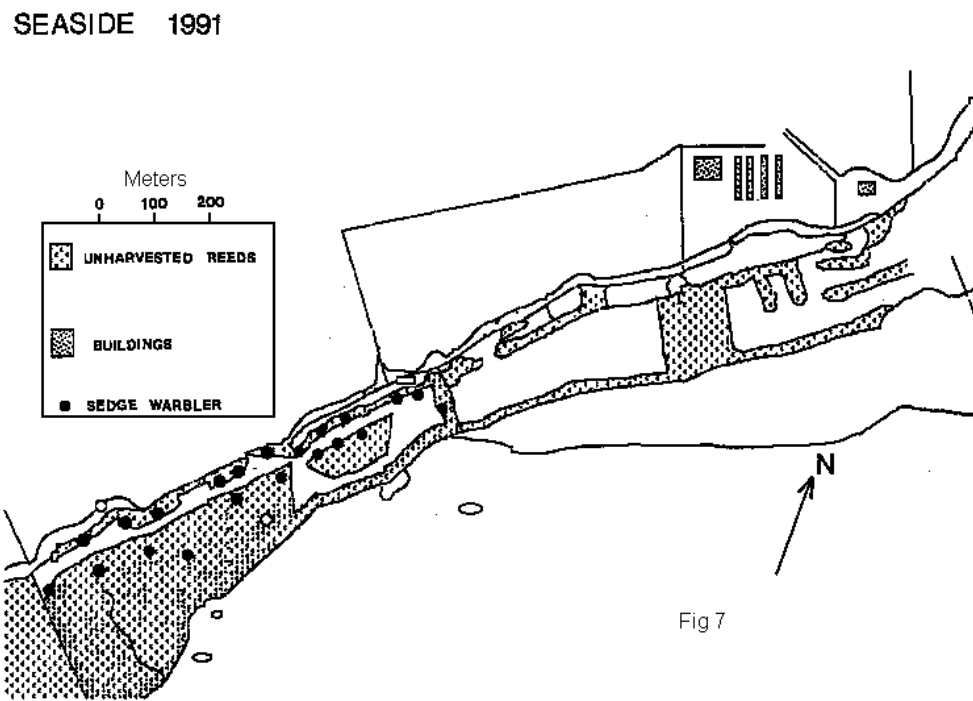 SEASIDE 1991
Meters
0 100 200
UNHARVESTED REEDS
BUILDINGS
SEDGE WARBLER
N
Fig 7